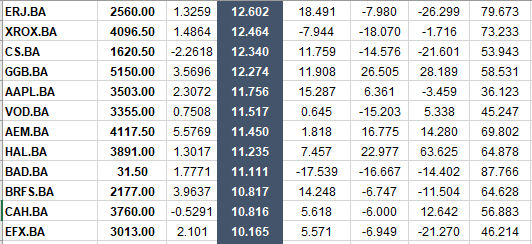 ERJ.BA 2560.00 1.3259 12.602 18.491 -7.980 -26.299 79.673
XROX.BA 4096.50 1.4864 12.464 -7.944 -18.070 -1.716 73.233
CS.BA 1620.50 -2.2618 12.340 11.759 -14.576 -21.601 53.943
GGB.BA 5150.00 3.5696 12.274 11.908 26.505 28.189 58.531
AAPL.BA 3503.00 2.3072 11.756 15.287 6.361 -3.459 36.123
VOD.BA 3355.00 0.7508 11.517 0.645 -15.203 5.338 45.247
AEM.BA 4117.50 5.5769 11.450 1.818 16.775 14.280 69.802
HAL.BA 3891.00 1.3017 11.235 7.457 22.977 63.625 64.878
BAD.BA 31.50 1.7771 11.111 -17.539 -16.667 -14.402 87.766
BRFS.BA 2177.00 3.9637 10.817 14.248 -6.747 -11.504 64.628
CAH.BA 3760.00 -0.5291 10.816 5.618 -6.000 12.642 56.883
EFX.BA 3013.00 2.101 10.165 5.571 -6.949 -21.270 46.214